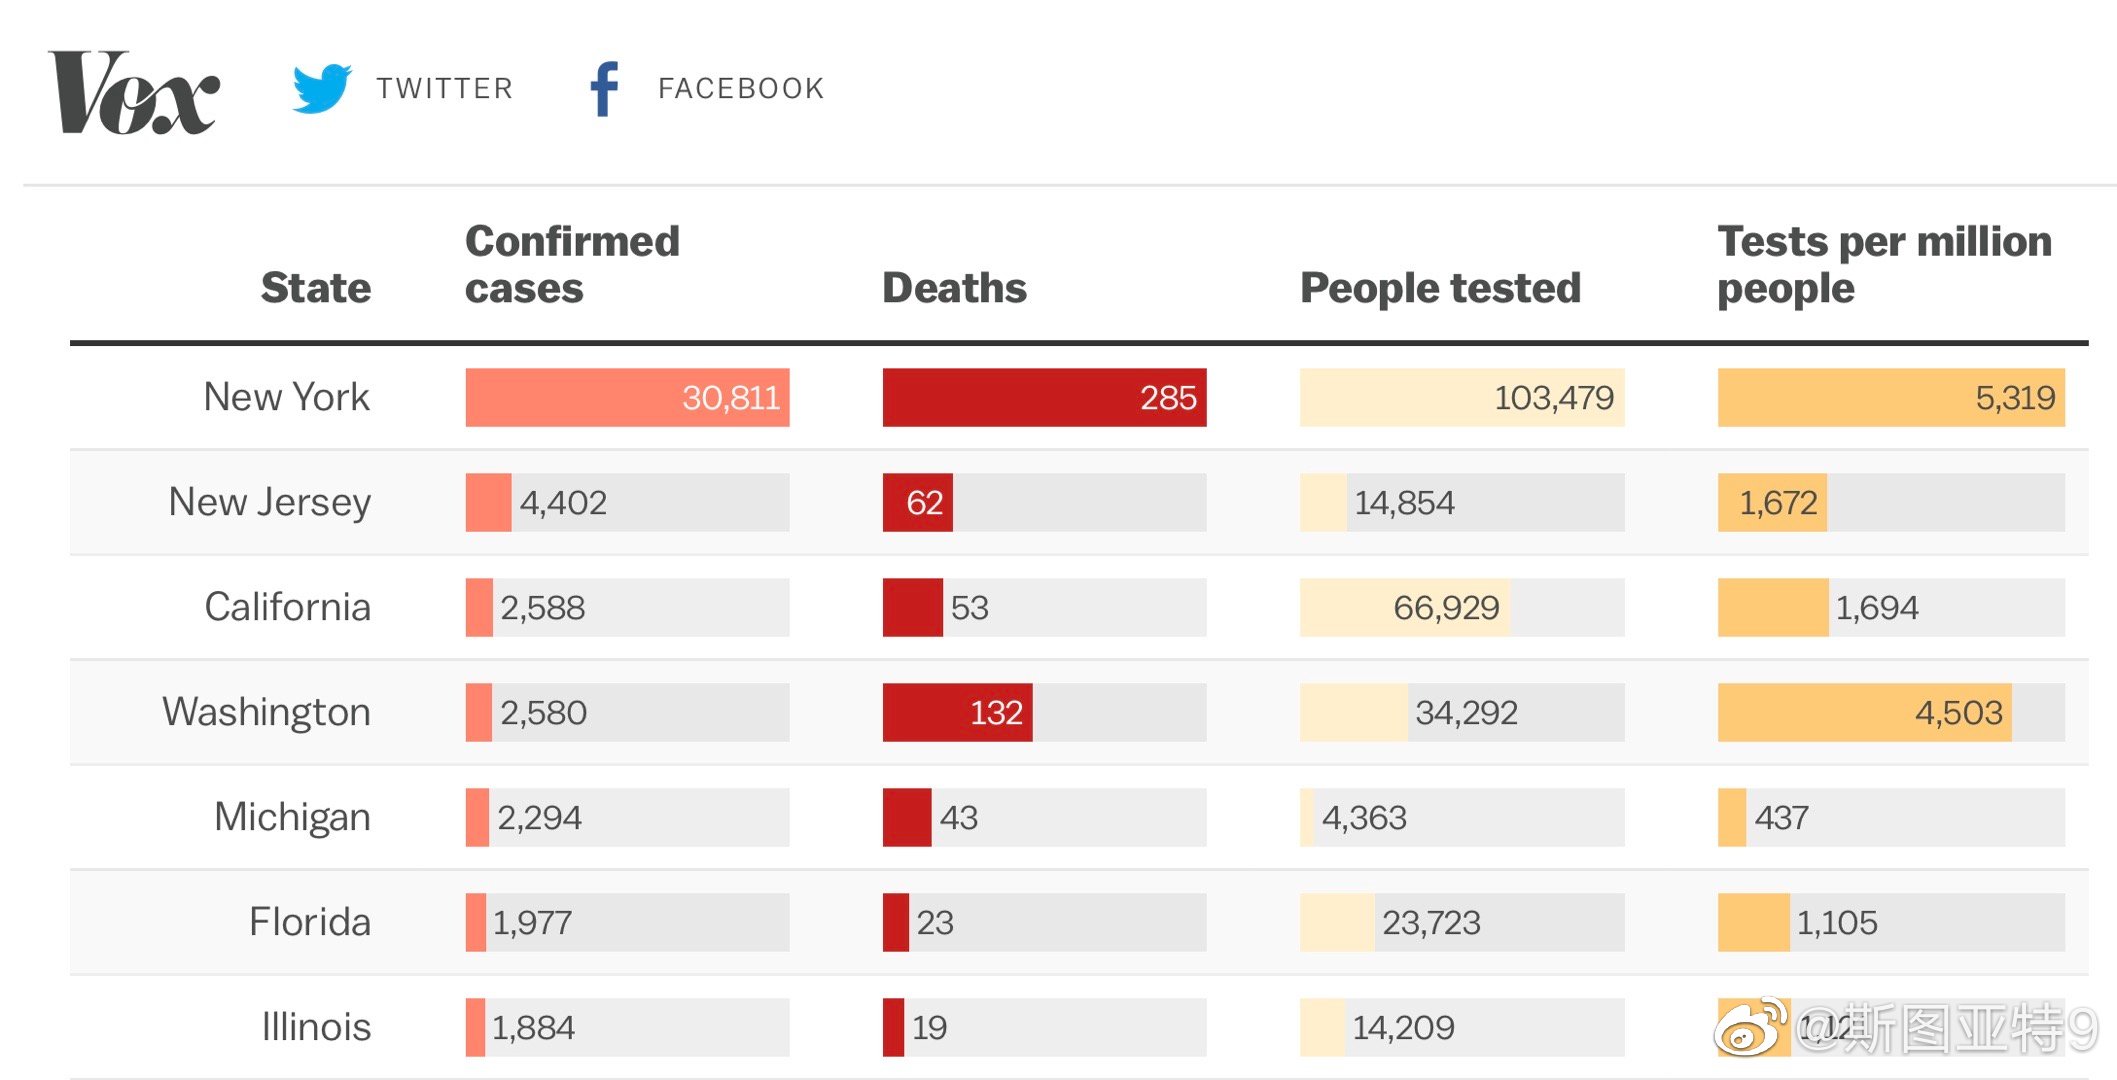 Vox TWITTER FACEBOOK
State Confirmed cases Deaths People tested Tests per million people
New York 30,811 285 103,479 5,319
New Jersey 4,402 62 14,854 1,672
California 2,588 53 66,929 1,694
Washington 2,580 132 34,292 4,503
Michigan 2,294 43 4,363 437
Florida 1,977 23 23,723 1,105
Illinois 1,884 19 14,209
@斯图亚特9